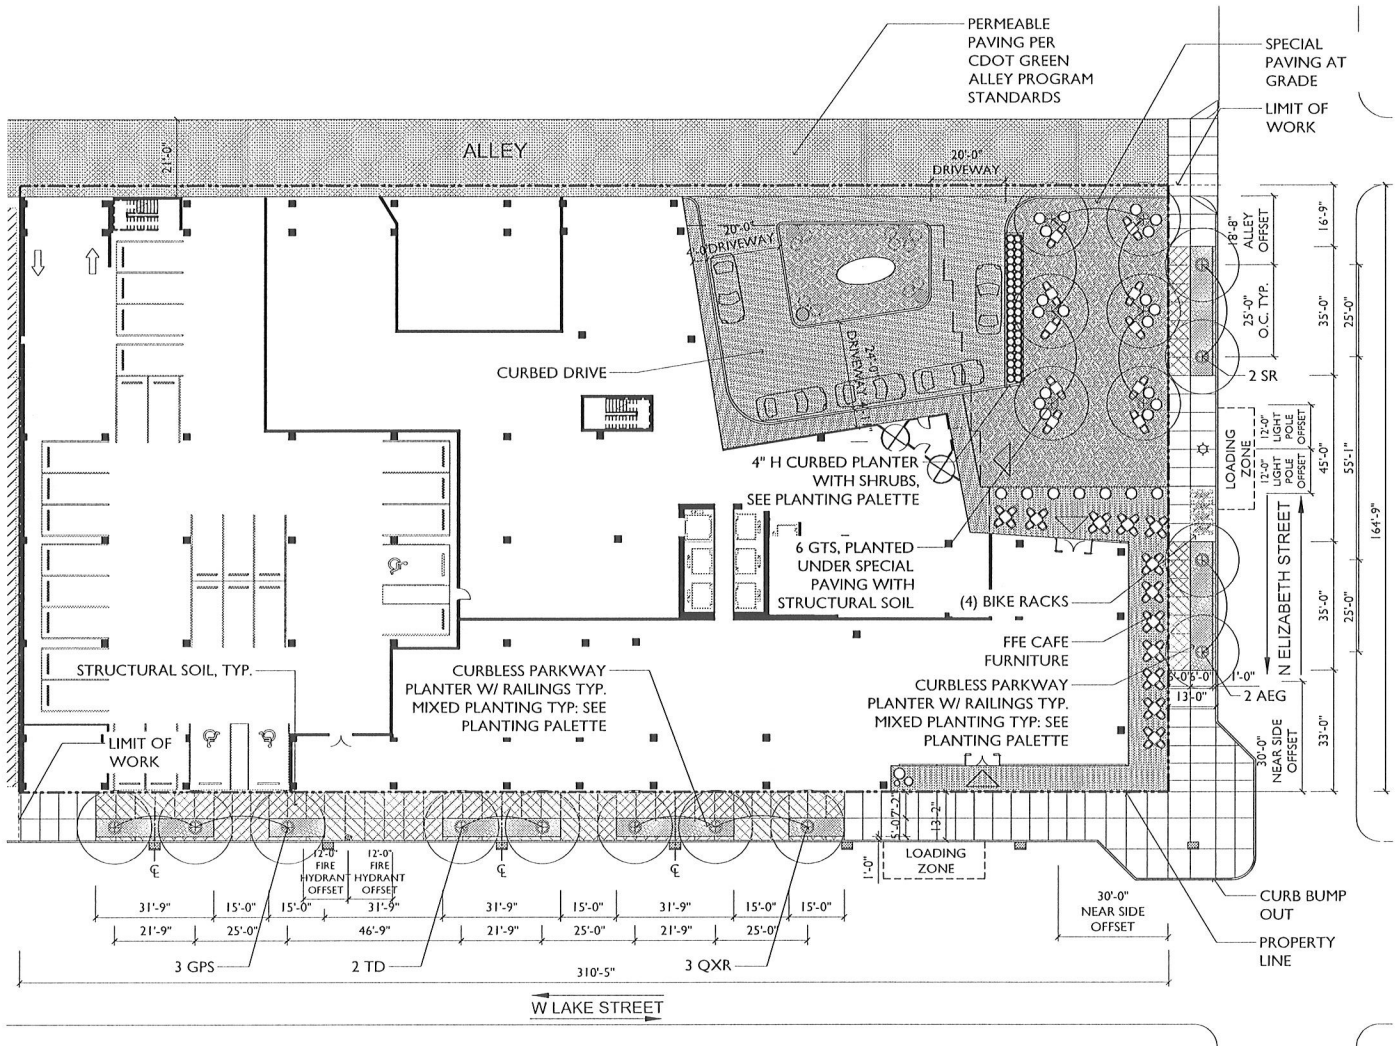 PERMEABLE
PAVING PER
CDOT GREEN
ALLEY PROGRAM
STANDARDS
SPECIAL
PAVING AT
GRADE
LIMIT OF
WORK
21'-0"
ALLEY
20'-0"
DRIVEWAY
20'-0"
DRIVEWAY
4'-0"
18'-8"
ALLEY
OFFSET
16'-9"
25'-0"
O.C. TYP.
35'-0"
25'-0"
CURBED DRIVE
24'-0"
DRIVEWAY
2 SR
LOADING
ZONE
12'-0"
LIGHT
POLE
OFFSET
12'-0"
LIGHT
POLE
OFFSET
45'-0"
55'-1"
164'-9"
4" H CURBED PLANTER
WITH SHRUBS,
SEE PLANTING PALETTE
6 GTS, PLANTED
UNDER SPECIAL
PAVING WITH
STRUCTURAL SOIL
(4) BIKE RACKS
N ELIZABETH STREET
35'-0"
25'-0"
FFE CAFE
FURNITURE
STRUCTURAL SOIL, TYP.
CURBLESS PARKWAY
PLANTER W/ RAILINGS TYP.
MIXED PLANTING TYP: SEE
PLANTING PALETTE
CURBLESS PARKWAY
PLANTER W/ RAILINGS TYP.
MIXED PLANTING TYP: SEE
PLANTING PALETTE
6'-0"
1'-0"
13'-0"
2 AEG
30'-0"
NEAR SIDE
OFFSET
33'-0"
LIMIT OF
WORK
5'-0"
7'-2"
13'-2"
1'-0"
LOADING
ZONE
12'-0"
FIRE
HYDRANT
OFFSET
12'-0"
FIRE
HYDRANT
OFFSET
31'-9"
15'-0"
15'-0"
31'-9"
31'-9"
15'-0"
31'-9"
15'-0"
15'-0"
21'-9"
25'-0"
46'-9"
21'-9"
25'-0"
21'-9"
25'-0"
30'-0"
NEAR SIDE
OFFSET
CURB BUMP
OUT
PROPERTY
LINE
3 GPS
2 TD
3 QXR
310'-5"
W LAKE STREET